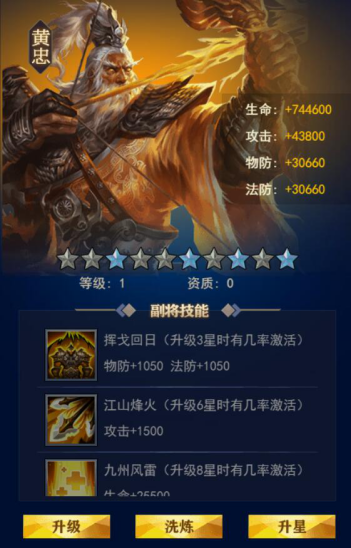 黄忠
生命：+744600
攻击：+43800
物防：+30660
法防：+30660
等级：1 资质：0
副将技能
挥戈回日（升级3星时有几率激活）
物防+1050 法防+1050
江山烽火（升级6星时有几率激活）
攻击+1500
九州风雷（升级8星时有几率激活）
生命+25500
升级 洗炼 升星